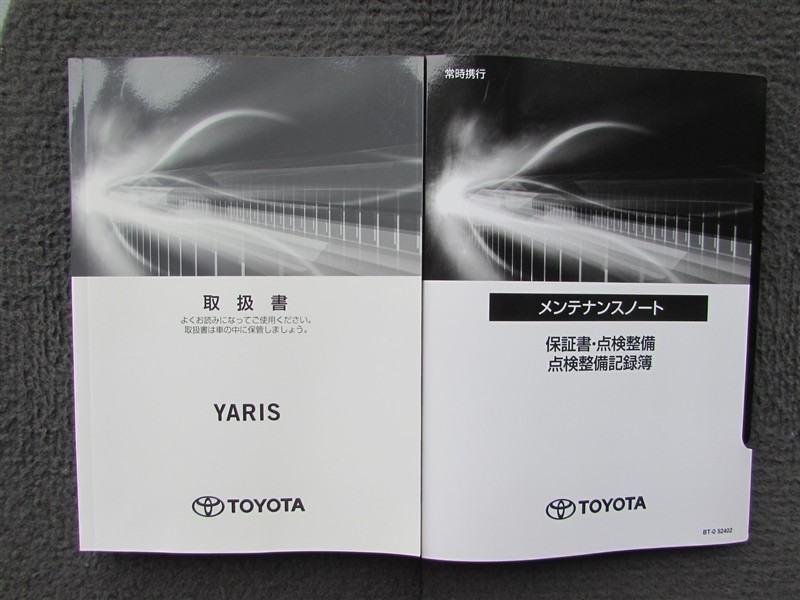 取扱書
よくお読みになってご使用ください。
取扱書は車の中に保管しましょう。
YARIS
TOYOTA
常時携行
メンテナンスノート
保証書・点検整備
点検整備記録簿
TOYOTA
BT-0 52402